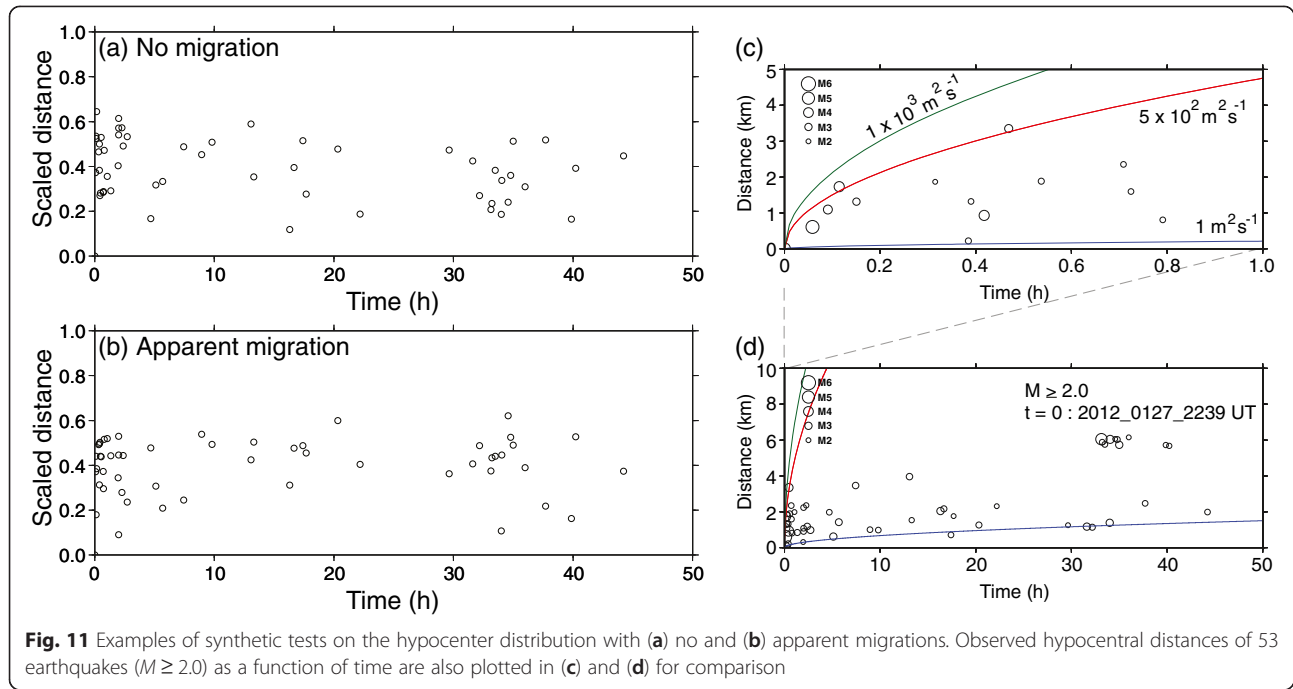 (a) No migration
Scaled distance
1.0
0.8
0.6
0.4
0.2
0.0
0 10 20 30 40 50
Time (h)
(b) Apparent migration
Scaled distance
1.0
0.8
0.6
0.4
0.2
0.0
0 10 20 30 40 50
Time (h)
(c)
Distance (km)
5
4
3
2
1
0
M6
M5
M4
M3
M2
1 x 10³ m² s⁻¹
5 x 10² m² s⁻¹
1 m² s⁻¹
0 0.2 0.4 0.6 0.8 1.0
Time (h)
(d)
Distance (km)
10
8
6
4
2
0
M6
M5
M4
M3
M2
M ≥ 2.0
t = 0 : 2012_0127_2239 UT
0 10 20 30 40 50
Time (h)
Fig. 11 Examples of synthetic tests on the hypocenter distribution with (a) no and (b) apparent migrations. Observed hypocentral distances of 53
earthquakes (M ≥ 2.0) as a function of time are also plotted in (c) and (d) for comparison